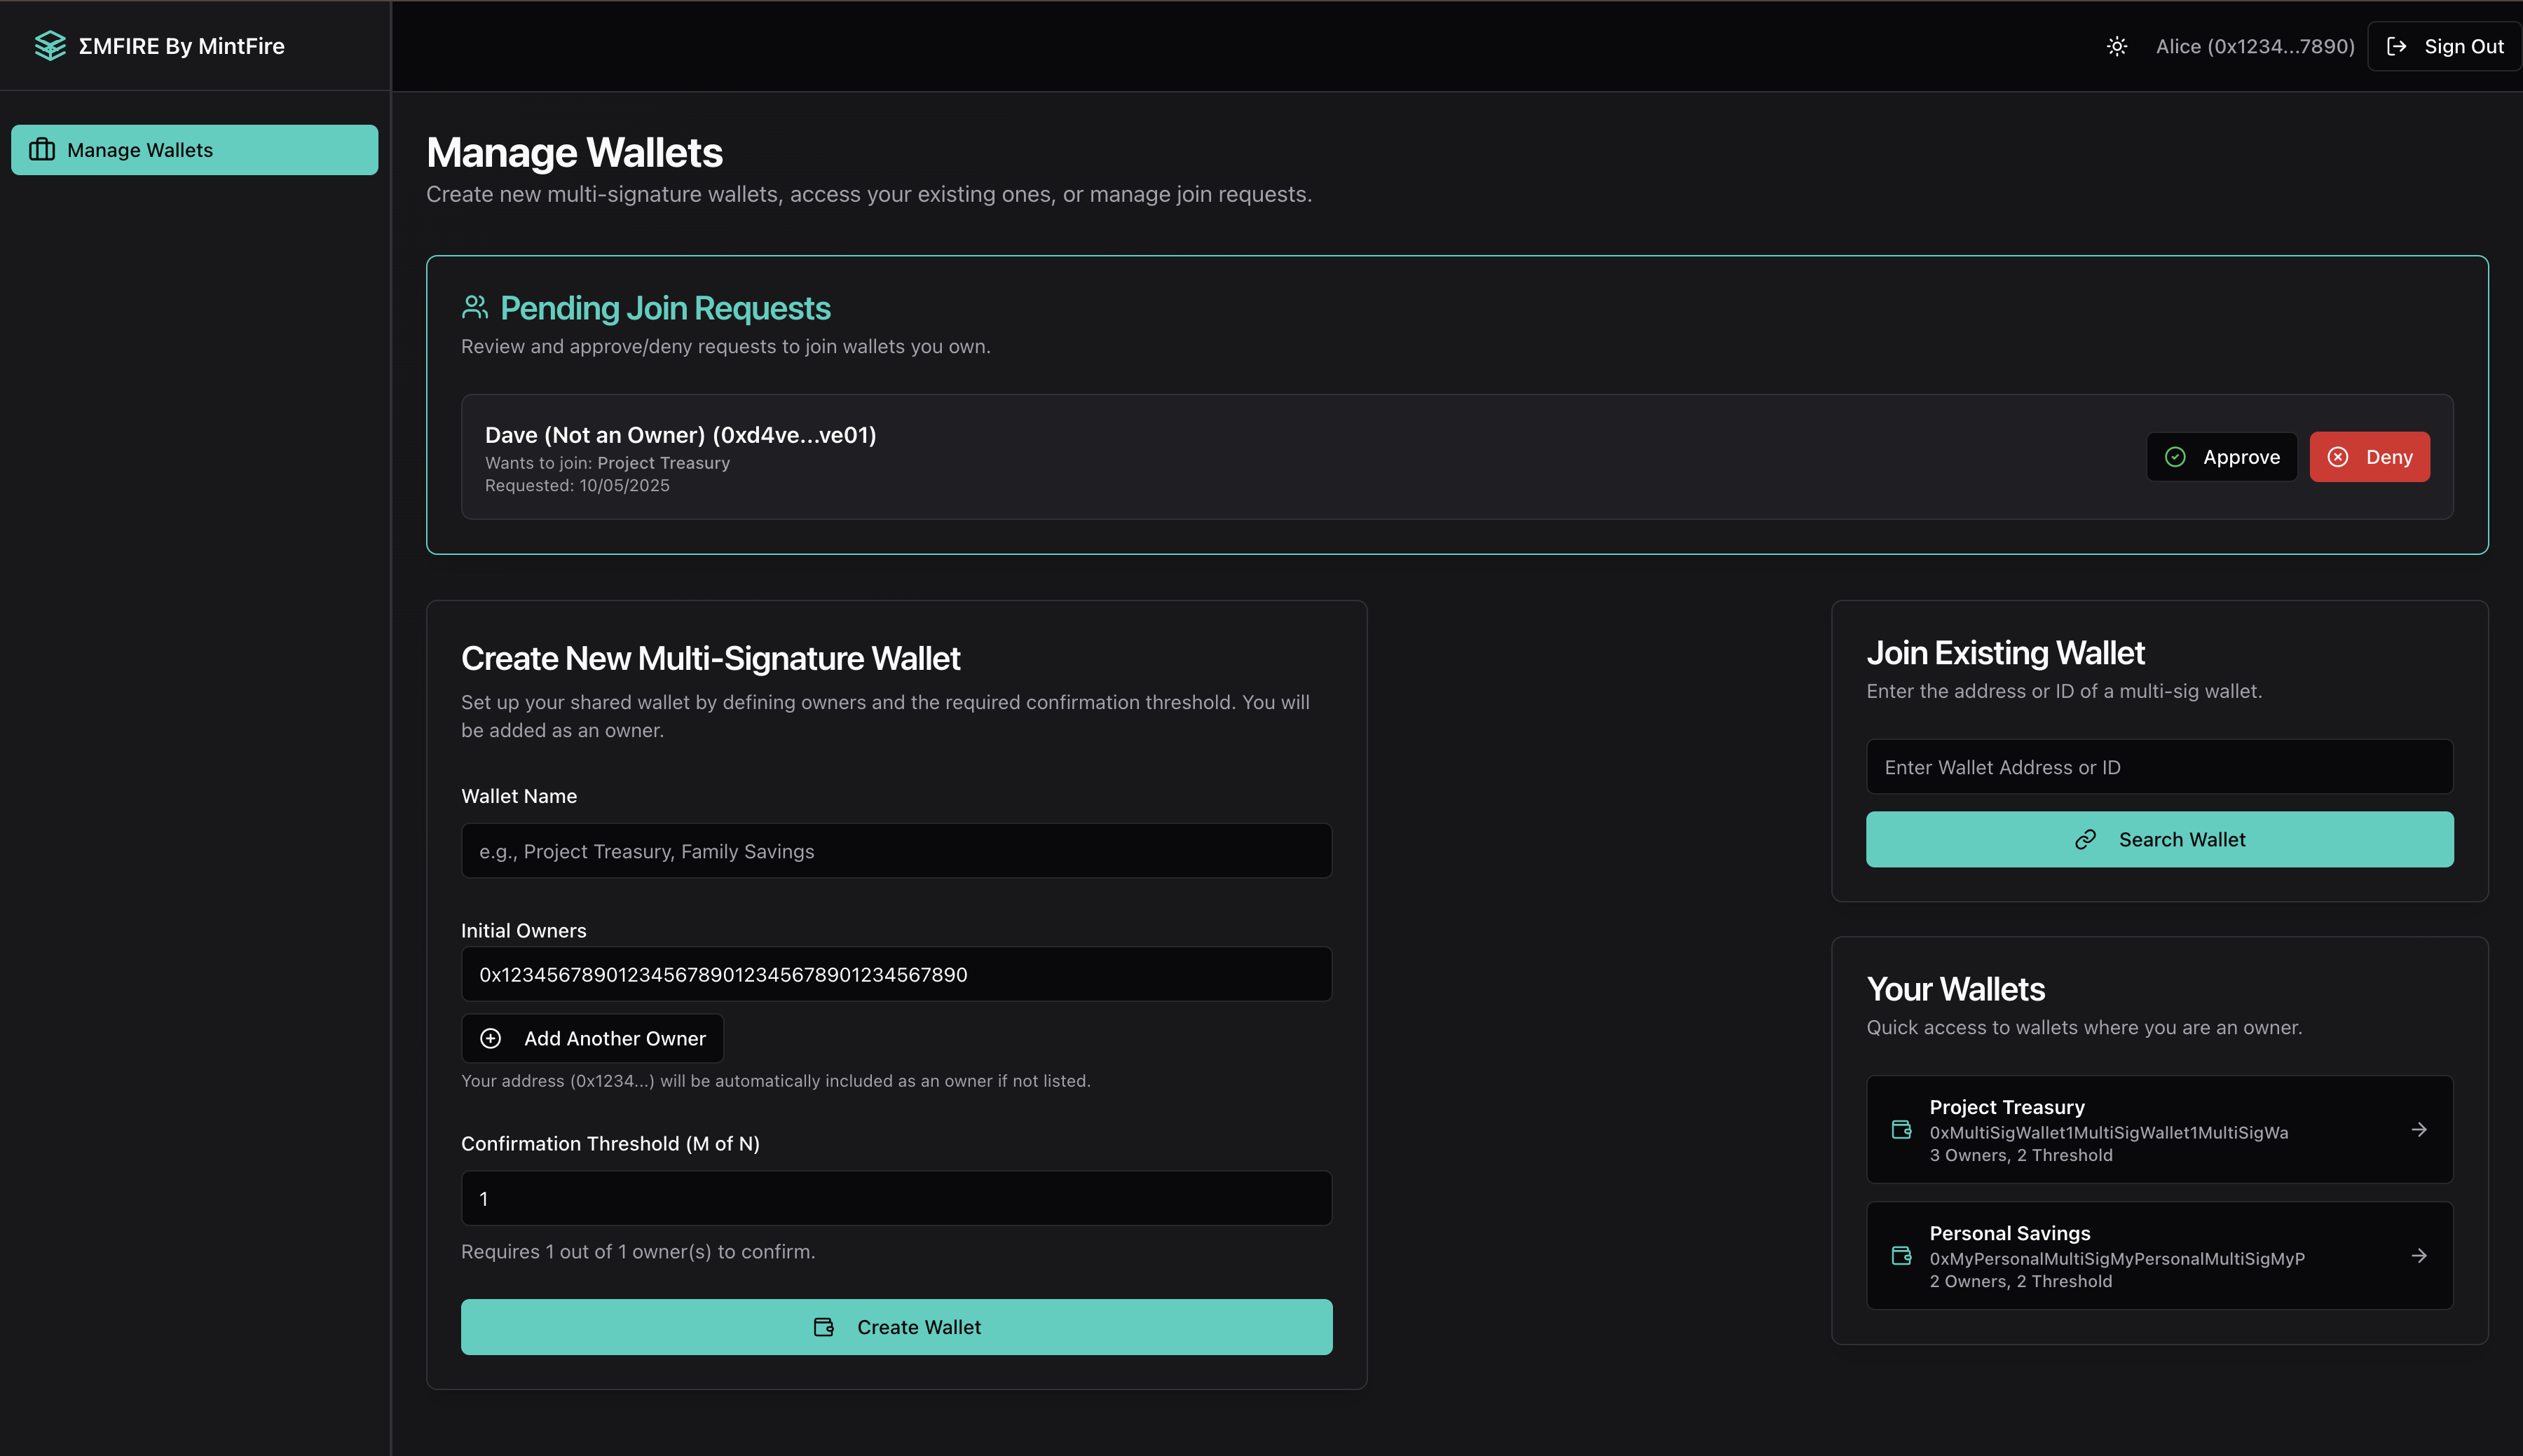 ΣMFIRE By MintFire
Alice (0x1234...7890)
Sign Out
Manage Wallets
Manage Wallets
Create new multi-signature wallets, access your existing ones, or manage join requests.
Pending Join Requests
Review and approve/deny requests to join wallets you own.
Dave (Not an Owner) (0xd4ve...ve01)
Wants to join: Project Treasury
Requested: 10/05/2025
Approve
Deny
Create New Multi-Signature Wallet
Set up your shared wallet by defining owners and the required confirmation threshold. You will
be added as an owner.
Wallet Name
e.g., Project Treasury, Family Savings
Initial Owners
0x1234567890123456789012345678901234567890
Add Another Owner
Your address (0x1234...) will be automatically included as an owner if not listed.
Confirmation Threshold (M of N)
1
Requires 1 out of 1 owner(s) to confirm.
Create Wallet
Join Existing Wallet
Enter the address or ID of a multi-sig wallet.
Enter Wallet Address or ID
Search Wallet
Your Wallets
Quick access to wallets where you are an owner.
Project Treasury
0xMultiSigWallet1MultiSigWallet1MultiSigWa
3 Owners, 2 Threshold
Personal Savings
0xMyPersonalMultiSigMyPersonalMultiSigMyP
2 Owners, 2 Threshold